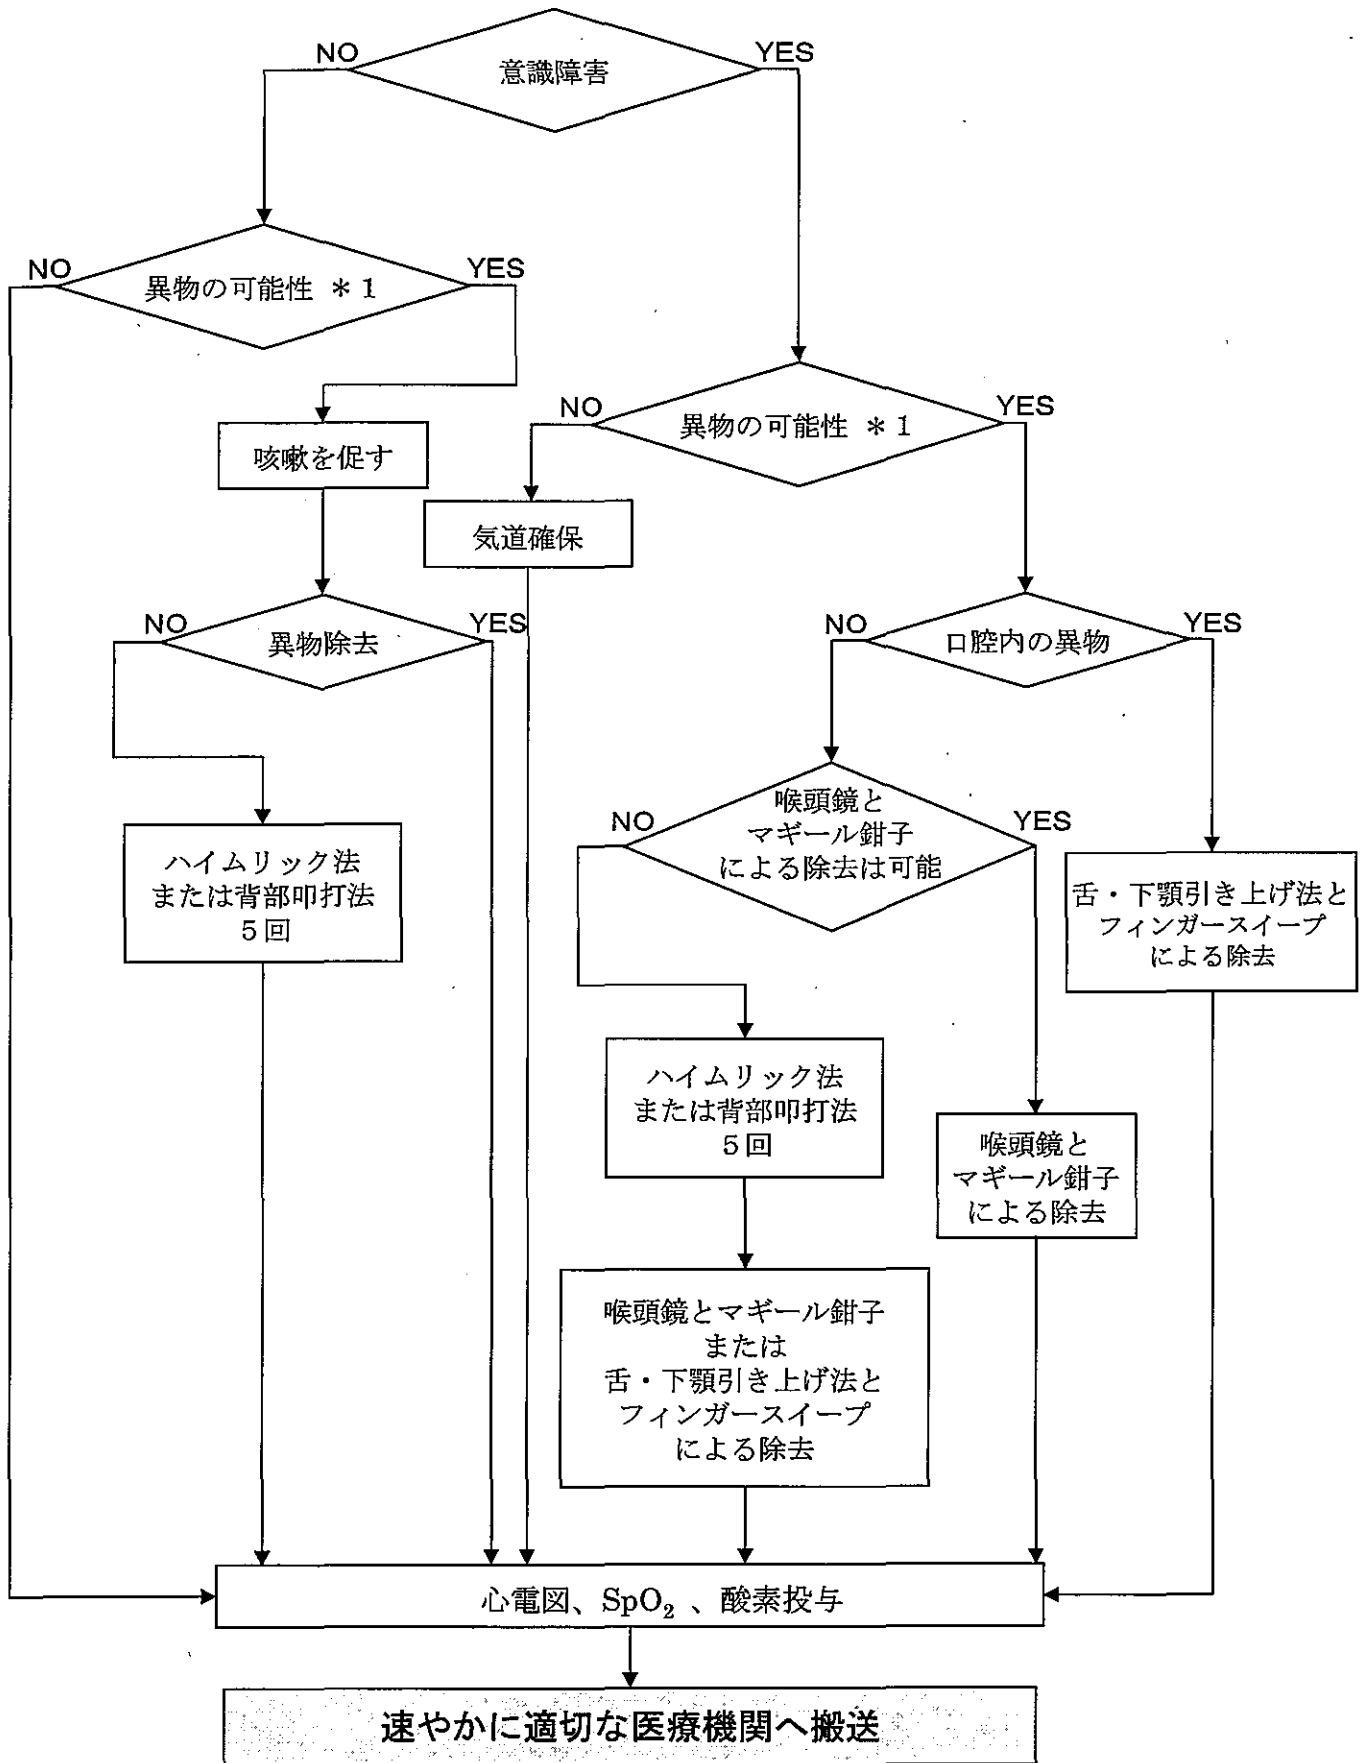 意識障害
NO
YES
異物の可能性 ＊1
NO
YES
咳嗽を促す
異物除去
NO
YES
ハイムリック法
または背部叩打法
5回
異物の可能性 ＊1
NO
YES
気道確保
口腔内の異物
NO
YES
喉頭鏡と
マギール鉗子
による除去は可能
NO
YES
舌・下顎引き上げ法と
フィンガースイープ
による除去
ハイムリック法
または背部叩打法
5回
喉頭鏡と
マギール鉗子
による除去
喉頭鏡とマギール鉗子
または
舌・下顎引き上げ法と
フィンガースイープ
による除去
心電図、SpO₂ 、酸素投与
速やかに適切な医療機関へ搬送